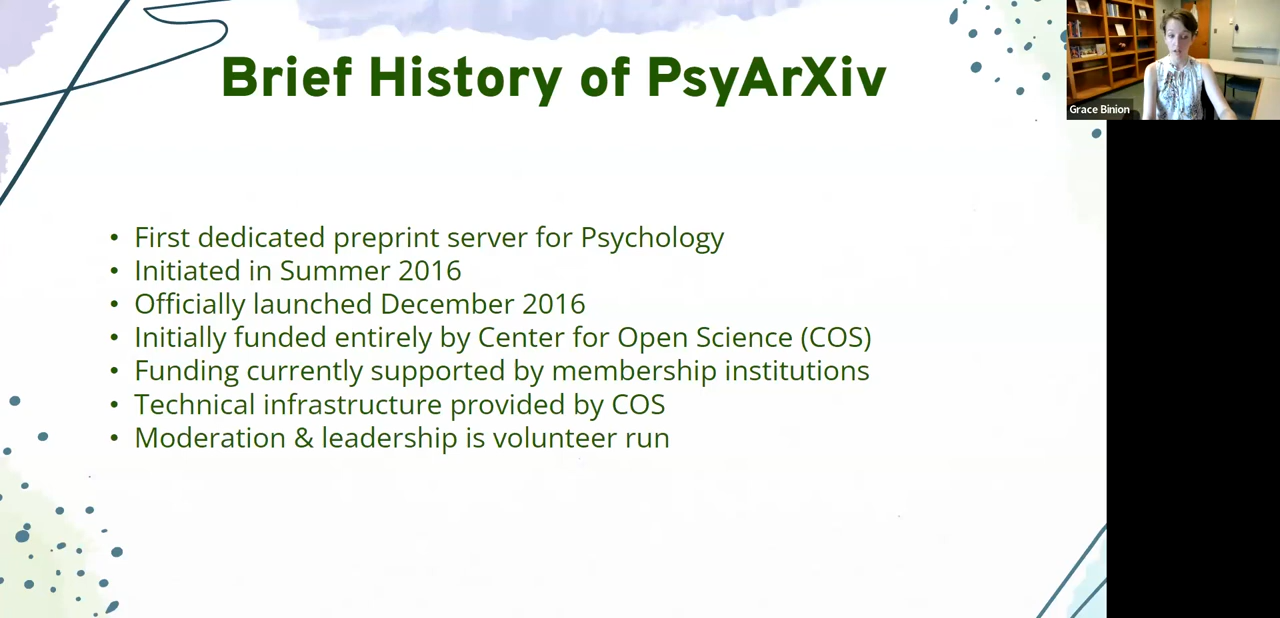 Brief History of PsyArXiv
Grace Binion
• First dedicated preprint server for Psychology
• Initiated in Summer 2016
• Officially launched December 2016
• Initially funded entirely by Center for Open Science (COS)
• Funding currently supported by membership institutions
• Technical infrastructure provided by COS
• Moderation & leadership is volunteer run